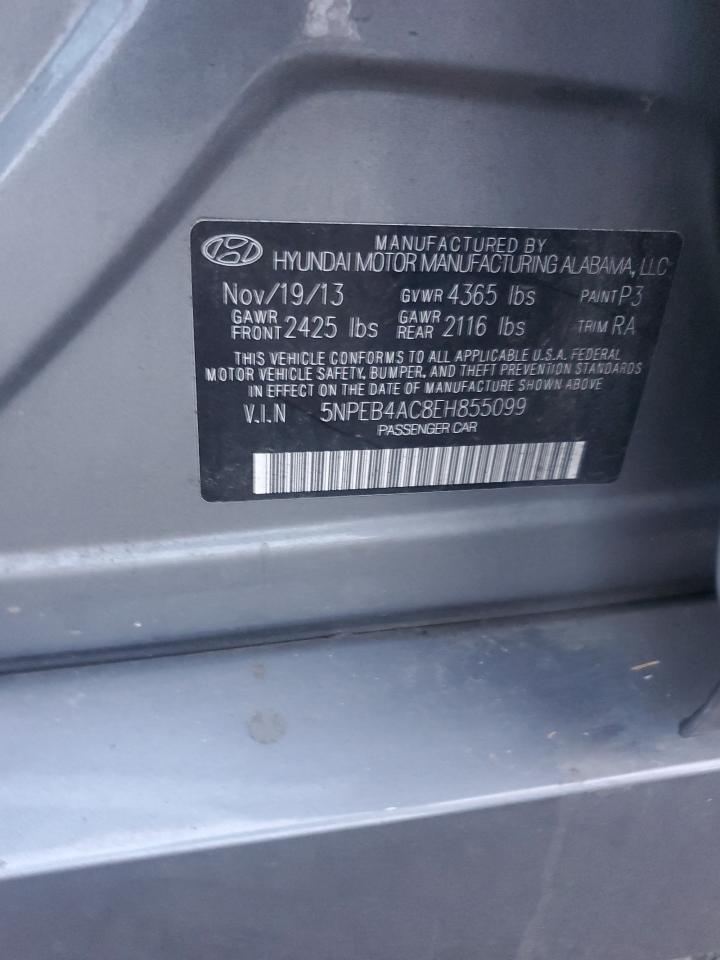 MANUFACTURED BY
HYUNDAI MOTOR MANUFACTURING ALABAMA, LLC
Nov/19/13 GVWR 4365 lbs PAINT P3
GAWR FRONT 2425 lbs GAWR REAR 2116 lbs TRIM RA
THIS VEHICLE CONFORMS TO ALL APPLICABLE U.S.A. FEDERAL
MOTOR VEHICLE SAFETY, BUMPER, AND THEFT PREVENTION STANDARDS
IN EFFECT ON THE DATE OF MANUFACTURE SHOWN ABOVE
V.I.N 5NPEB4AC8EH855099
PASSENGER CAR